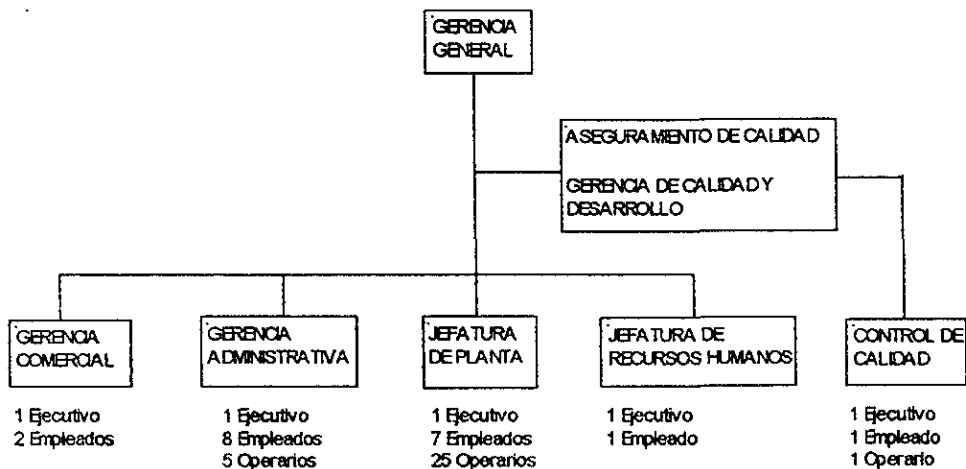 GERENCIA
GENERAL
ASEGURAMIENTO DE CALIDAD
GERENCIA DE CALIDAD Y
DESARROLLO
GERENCIA
COMERCIAL
1 Ejecutivo
2 Empleados
GERENCIA
ADMINISTRATIVA
1 Ejecutivo
8 Empleados
5 Operarios
JEFATURA
DE PLANTA
1 Ejecutivo
7 Empleados
25 Operarios
JEFATURA DE
RECURSOS HUMANOS
1 Ejecutivo
1 Empleado
CONTROL DE
CALIDAD
1 Ejecutivo
1 Empleado
1 Operario